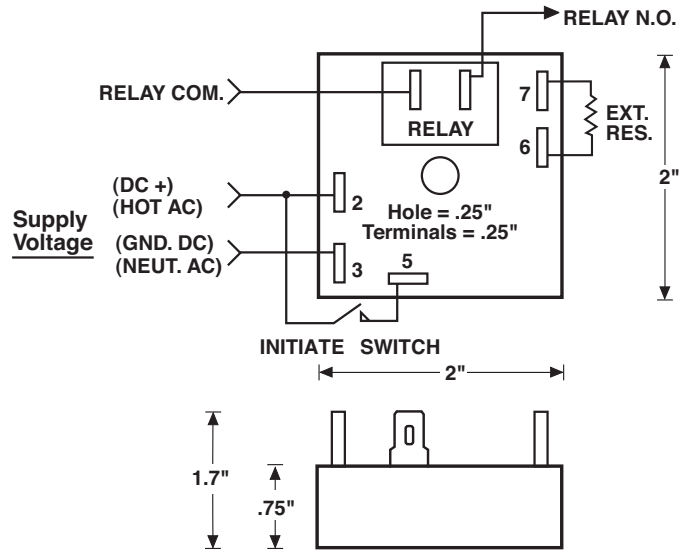 RELAY N.O.
RELAY COM.
RELAY
7
6
EXT.
RES.
2"
(DC +)
(HOT AC)
2
Supply
Voltage
(GND. DC)
(NEUT. AC)
3
Hole = .25"
Terminals = .25"
5
INITIATE SWITCH
2"
1.7"
.75"